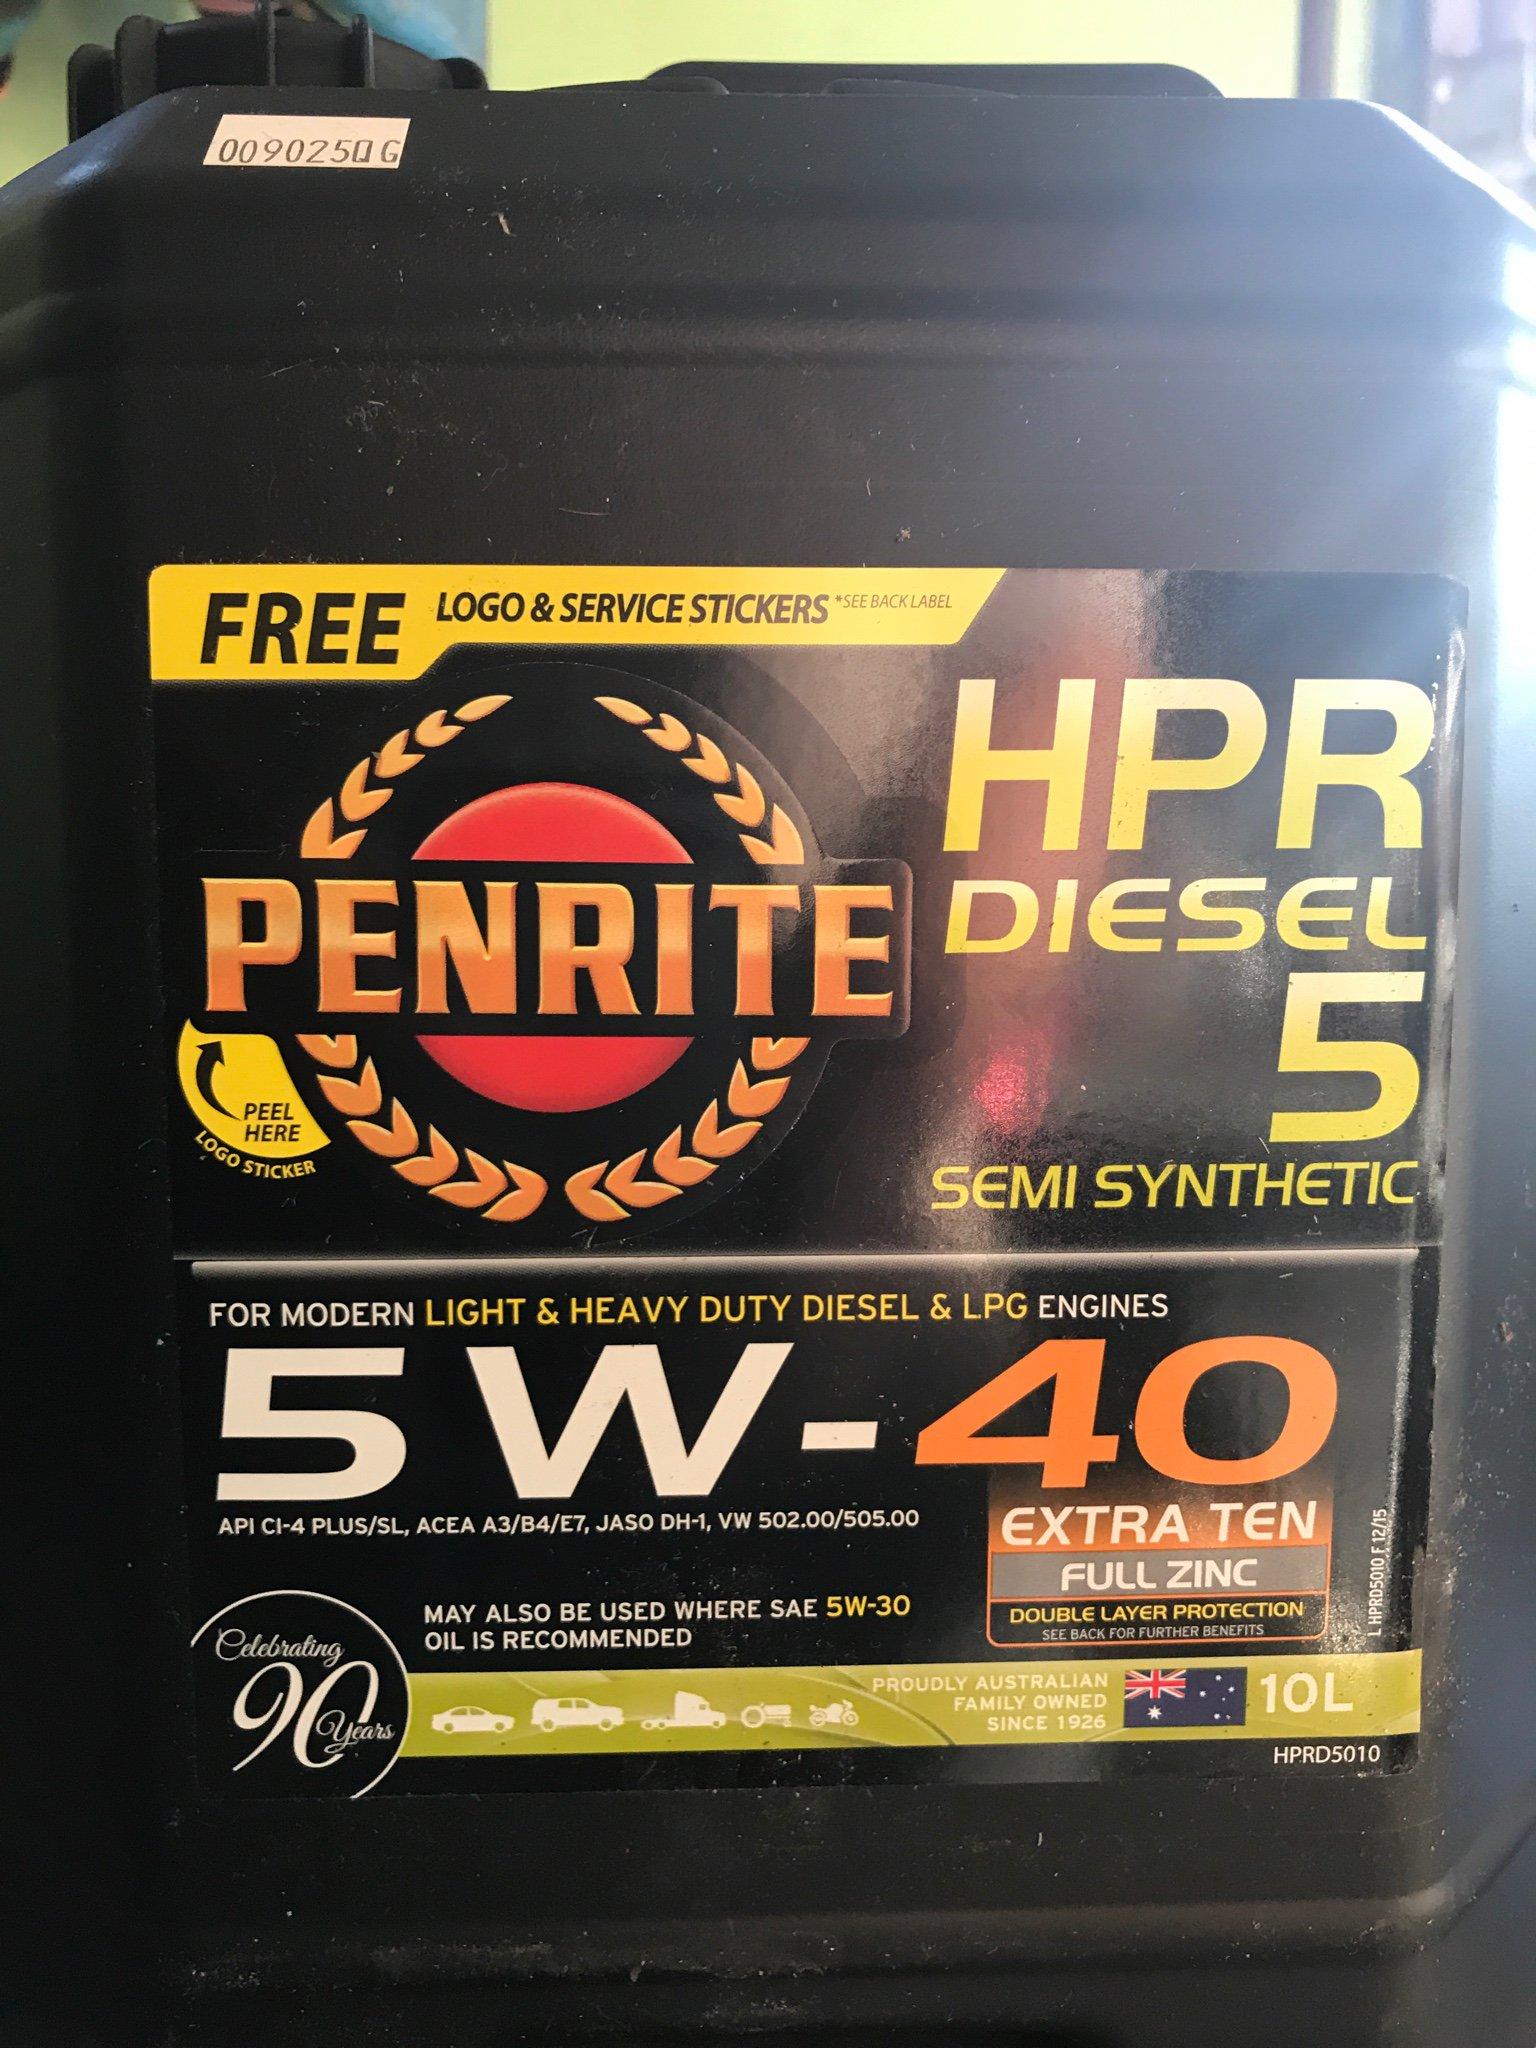 0090250G
FREE LOGO & SERVICE STICKERS *SEE BACK LABEL
PENRITE
PEEL
HERE
LOGO STICKER
HPR
DIESEL
5
SEMI SYNTHETIC
FOR MODERN LIGHT & HEAVY DUTY DIESEL & LPG ENGINES
5W-40
API CI-4 PLUS/SL, ACEA A3/B4/E7, JASO DH-1, VW 502.00/505.00
EXTRA TEN
FULL ZINC
DOUBLE LAYER PROTECTION
SEE BACK FOR FURTHER BENEFITS
L HPRD5010 F 12/15
MAY ALSO BE USED WHERE SAE 5W-30
OIL IS RECOMMENDED
Celebrating
90
Years
PROUDLY AUSTRALIAN
FAMILY OWNED
SINCE 1926
10L
HPRD5010